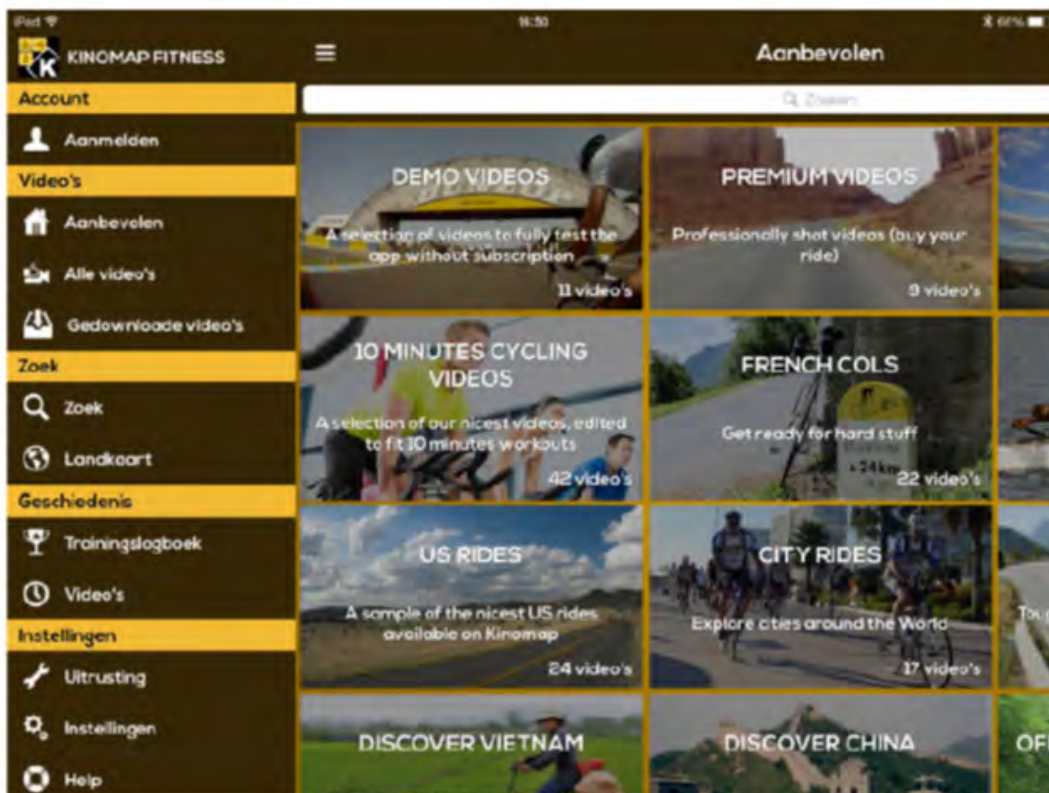 iPad
16:50
66%
KINOMAP FITNESS
Aanbevolen
Account
Zoeken
Aanmelden
Video's
Aanbevolen
Alle video's
Gedownloade video's
Zoek
Zoek
Landkaart
Geschiedenis
Trainingslogboek
Video's
Instellingen
Uitrusting
Instellingen
Help
DEMO VIDEOS
A selection of videos to fully test the
app without subscription
11 video's
PREMIUM VIDEOS
Professionally shot videos (buy your
ride)
9 video's
10 MINUTES CYCLING
VIDEOS
A selection of our nicest videos, edited
to fit 10 minutes workouts
42 video's
FRENCH COLS
Get ready for hard stuff
22 video's
US RIDES
A sample of the nicest US rides
available on Kinomap
24 video's
CITY RIDES
Explore cities around the World
17 video's
DISCOVER VIETNAM
DISCOVER CHINA